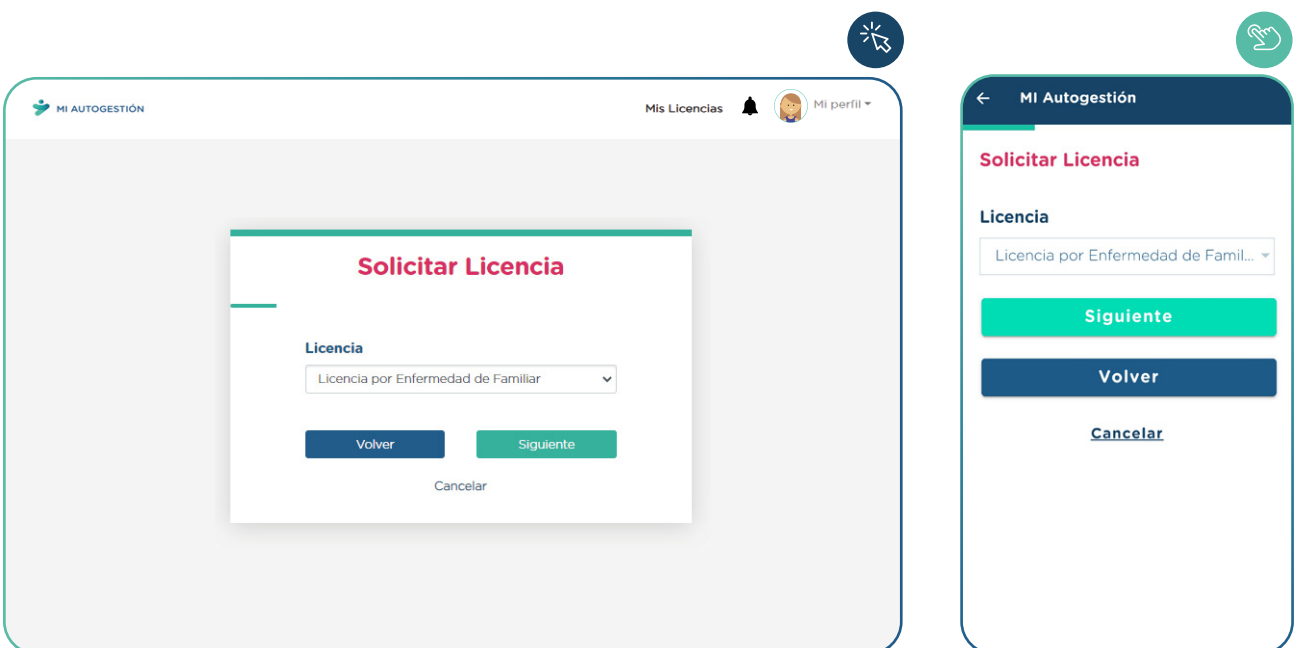 MI AUTOGESTIÓN
Mis Licencias
Mi perfil
Solicitar Licencia
Licencia
Licencia por Enfermedad de Familiar
Volver
Siguiente
Cancelar
MI Autogestión
Solicitar Licencia
Licencia
Licencia por Enfermedad de Famil...
Siguiente
Volver
Cancelar